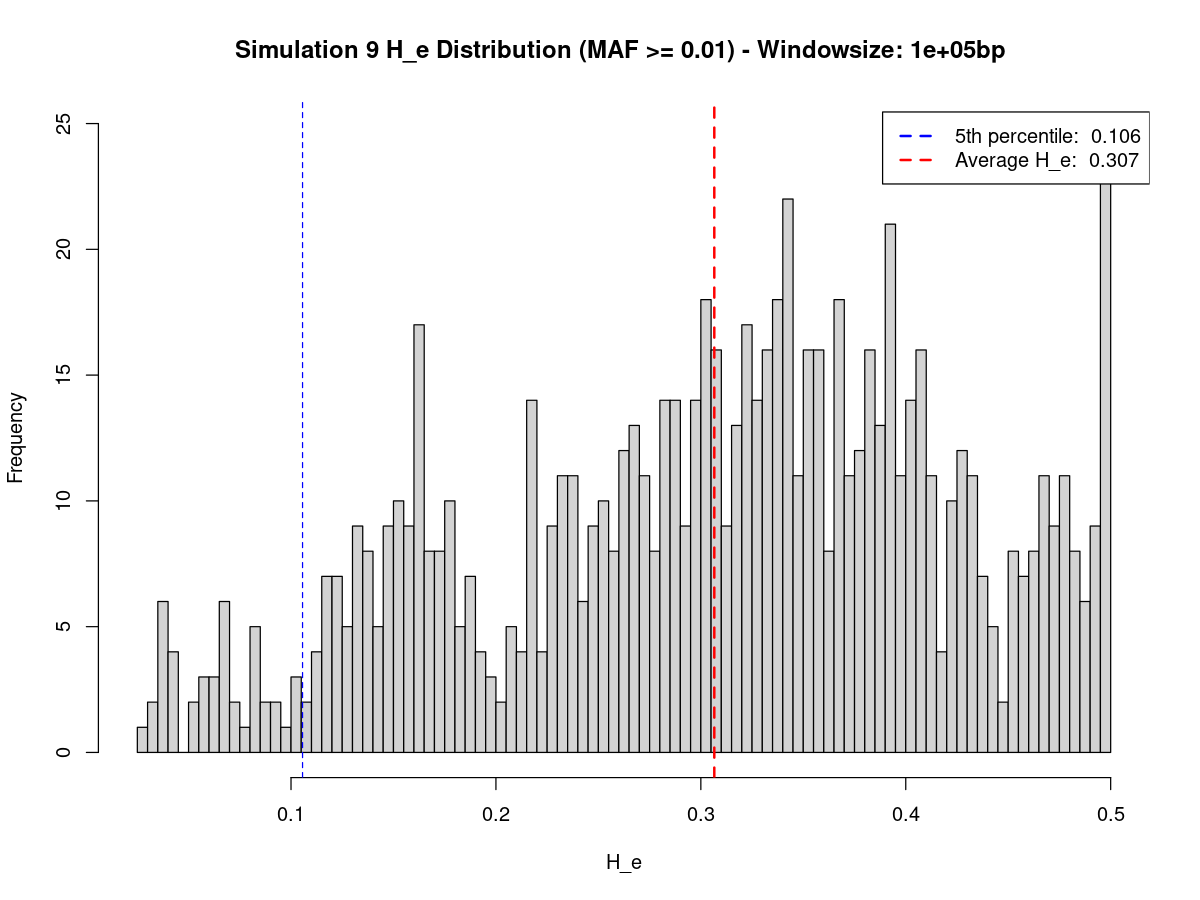 Simulation 9 H_e Distribution (MAF >= 0.01) - Windowsize: 1e+05bp
5th percentile: 0.106
Average H_e: 0.307
Frequency
25
20
15
10
5
0
0.1 0.2 0.3 0.4 0.5
H_e